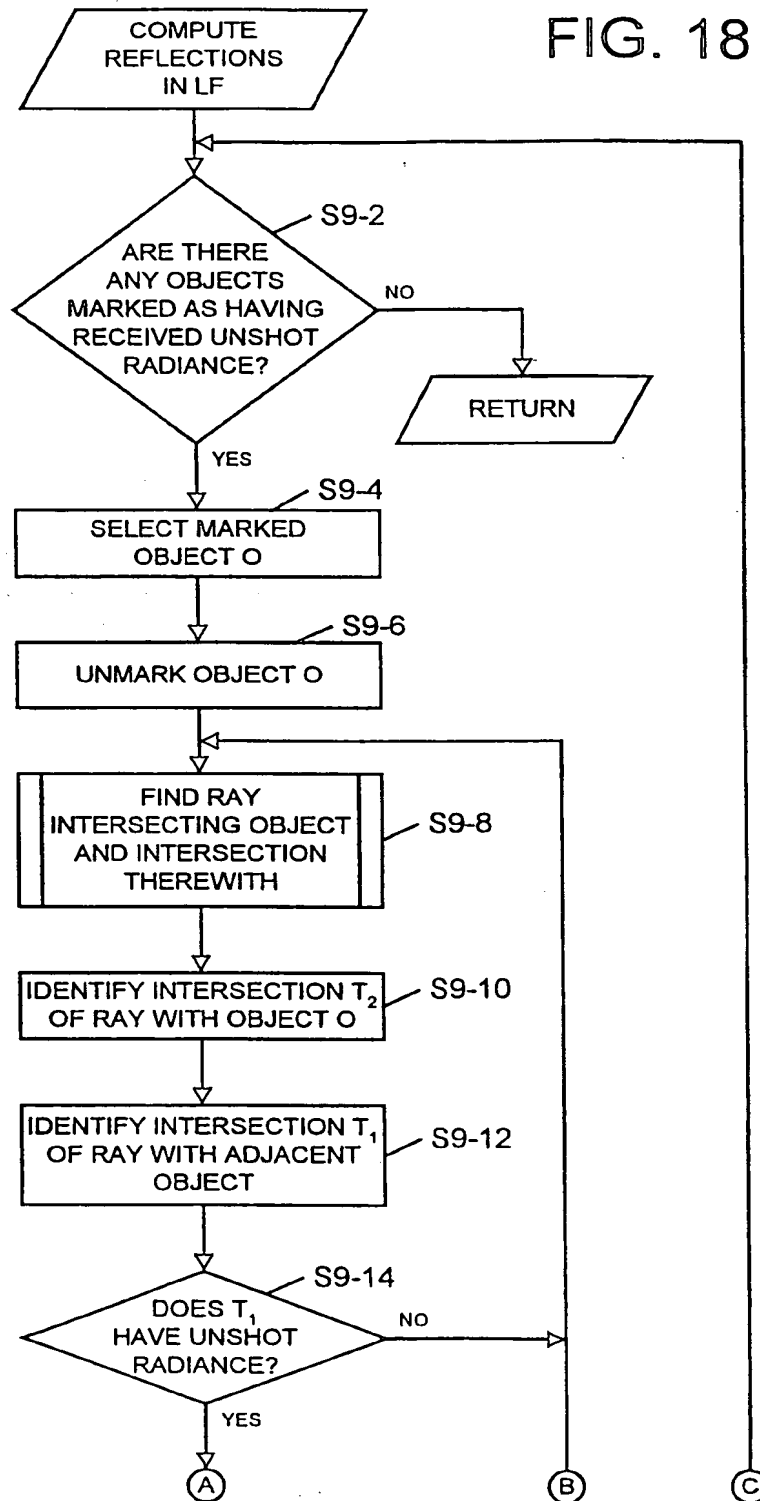 COMPUTE
REFLECTIONS
IN LF
FIG. 18
S9-2
ARE THERE
ANY OBJECTS
MARKED AS HAVING
RECEIVED UNSHOT
RADIANCE?
NO
RETURN
YES
S9-4
SELECT MARKED
OBJECT O
S9-6
UNMARK OBJECT O
FIND RAY
INTERSECTING OBJECT
AND INTERSECTION
THEREWITH
S9-8
IDENTIFY INTERSECTION T₂
OF RAY WITH OBJECT O
S9-10
IDENTIFY INTERSECTION T₁
OF RAY WITH ADJACENT
OBJECT
S9-12
S9-14
DOES T₁
HAVE UNSHOT
RADIANCE?
NO
YES
A
B
C